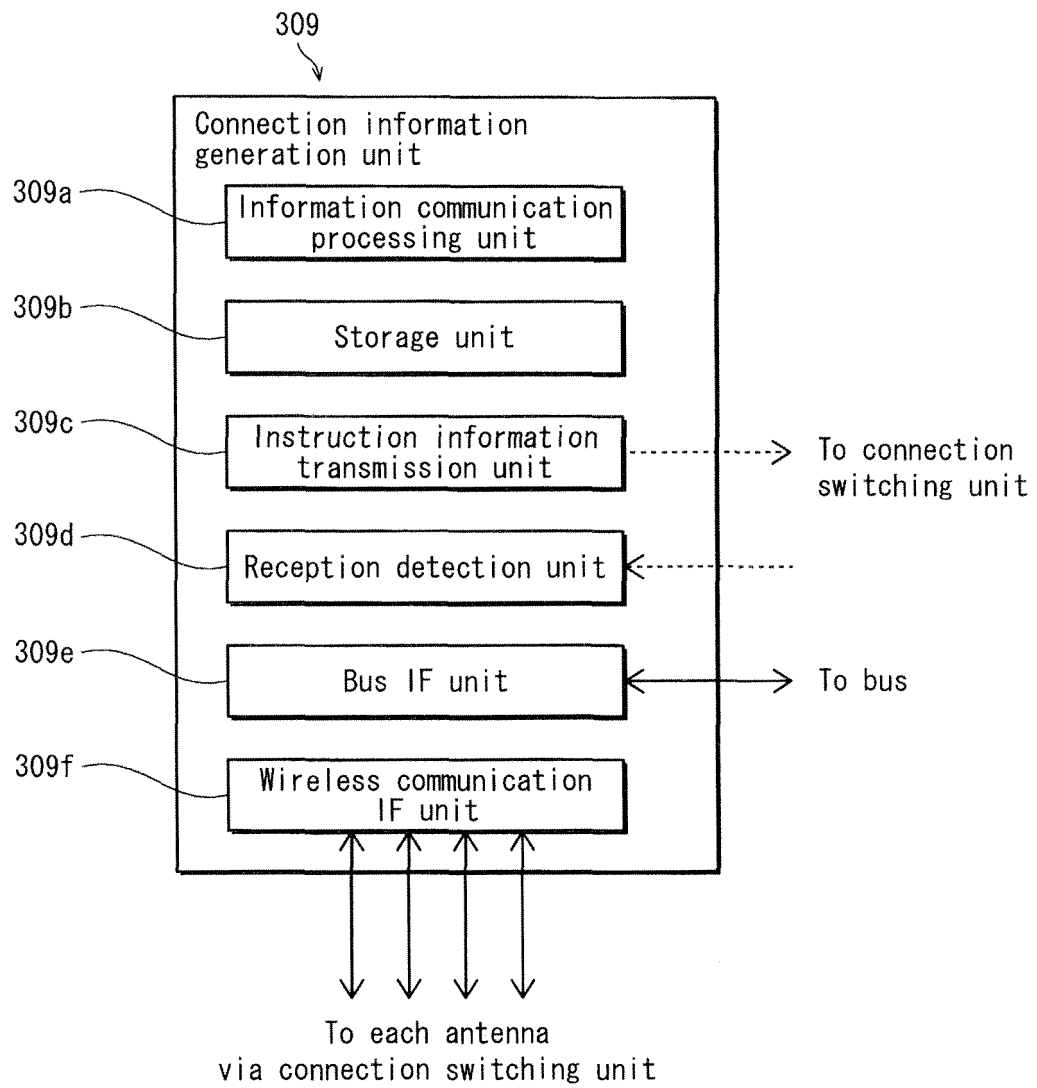 309
Connection information
generation unit
309a
Information communication
processing unit
309b
Storage unit
309c
Instruction information
transmission unit
To connection
switching unit
309d
Reception detection unit
309e
Bus IF unit
To bus
309f
Wireless communication
IF unit
To each antenna
via connection switching unit